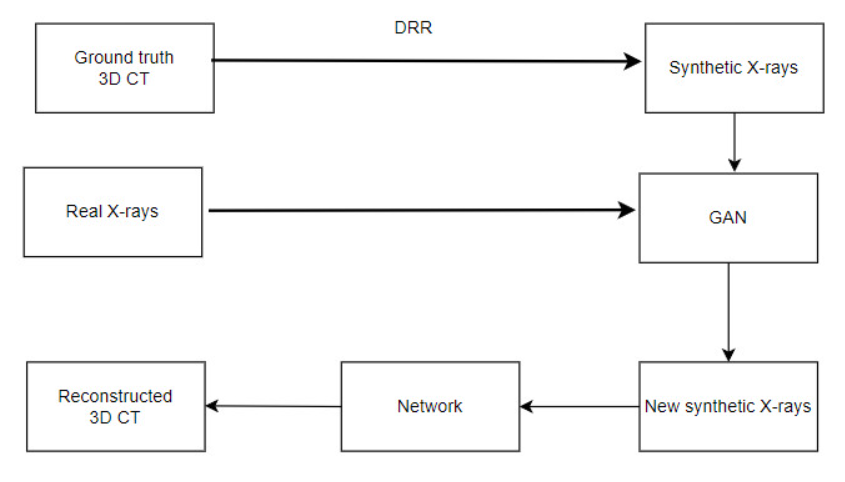 DRR
Ground truth
3D CT
Synthetic X-rays
Real X-rays
GAN
Reconstructed
3D CT
Network
New synthetic X-rays